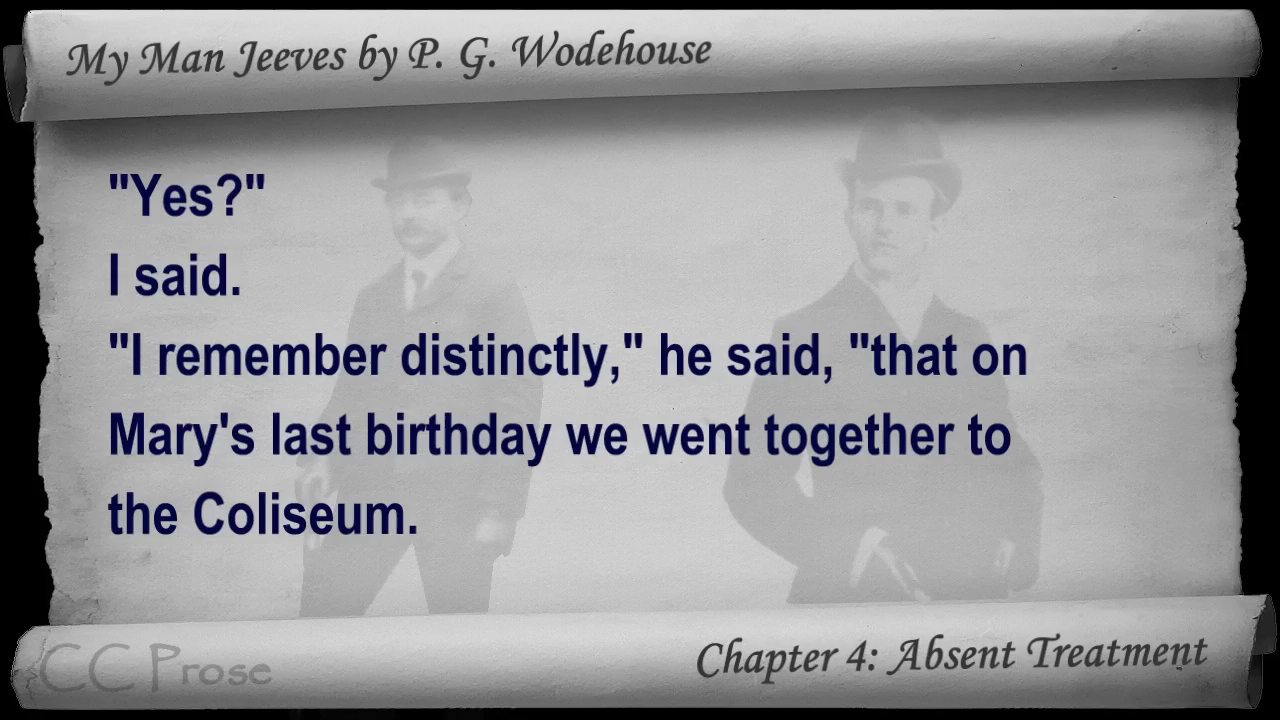 My Man Jeeves by P. G. Wodehouse
"Yes?"
I said.
"I remember distinctly," he said, "that on
Mary's last birthday we went together to
the Coliseum.
CC Prose
Chapter 4: Absent Treatment